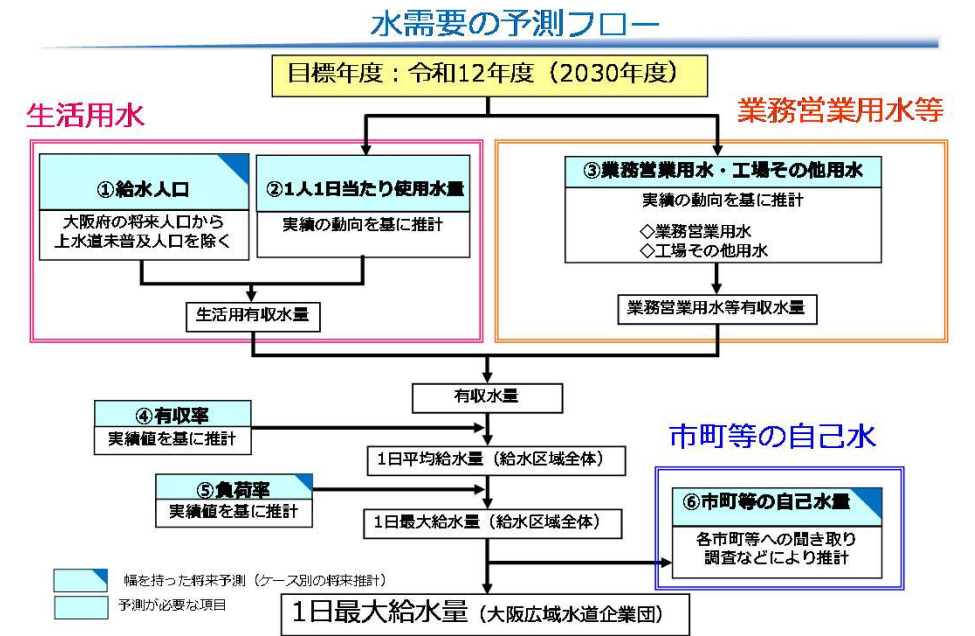 水需要の予測フロー
目標年度：令和12年度（2030年度）
生活用水
業務営業用水等
①給水人口
大阪府の将来人口から
上水道未普及人口を除く
②1人1日当たり使用水量
実績の動向を基に推計
生活用有収水量
③業務営業用水・工場その他用水
実績の動向を基に推計
◇業務営業用水
◇工場その他用水
業務営業用水等有収水量
有収水量
④有収率
実績値を基に推計
1日平均給水量（給水区域全体）
⑤負荷率
実績値を基に推計
1日最大給水量（給水区域全体）
市町等の自己水
⑥市町等の自己水量
各市町等への聞き取り
調査などにより推計
幅を持った将来予測（ケース別の将来推計）
予測が必要な項目
1日最大給水量（大阪広域水道企業団）